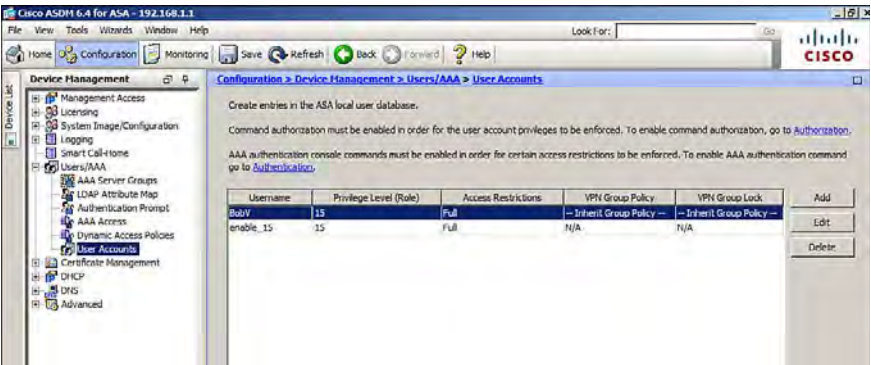 Cisco ASDM 6.4 for ASA - 192.168.1.1
File View Tools Wizards Window Help
Look For:
Go
Home Configuration Monitoring Save Refresh Back Forward Help
CISCO
Device List
Device Management
Management Access
Licensing
System Image/Configuration
Logging
Smart Call-Home
Users/AAA
AAA Server Groups
LDAP Attribute Map
Authentication Prompt
AAA Access
Dynamic Access Policies
User Accounts
Certificate Management
DHCP
DNS
Advanced
Configuration > Device Management > Users/AAA > User Accounts
Create entries in the ASA local user database.
Command authorization must be enabled in order for the user account privileges to be enforced. To enable command authorization, go to Authorization.
AAA authentication console commands must be enabled in order for certain access restrictions to be enforced. To enable AAA authentication command
go to Authentication.
Username Privilege Level (Role) Access Restrictions VPN Group Policy VPN Group Lock
BobV 15 Full -- Inherit Group Policy -- -- Inherit Group Policy --
enable_15 15 Full N/A N/A
Add
Edit
Delete